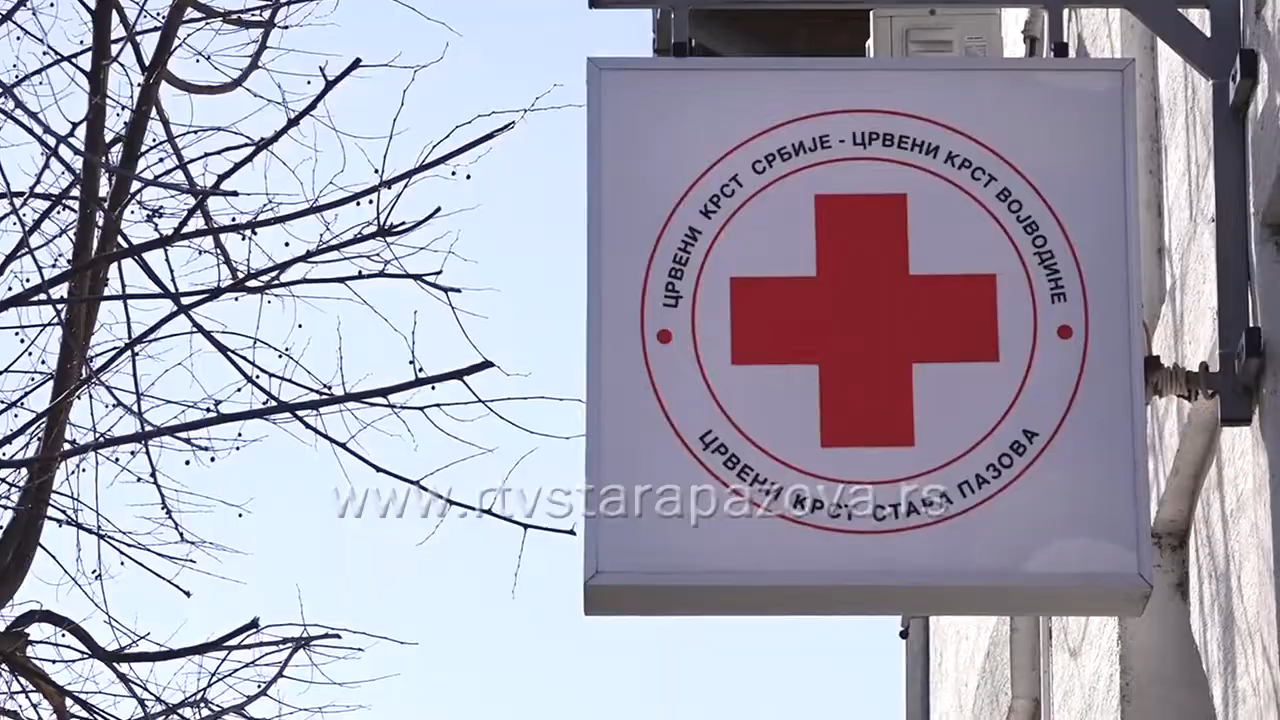 ЦРВЕНИ КРСТ СРБИЈЕ - ЦРВЕНИ КРСТ ВОЈВОДИНЕ
ЦРВЕНИ КРСТ СТАРА ПАЗОВА
www.rtvstarapazova.rs